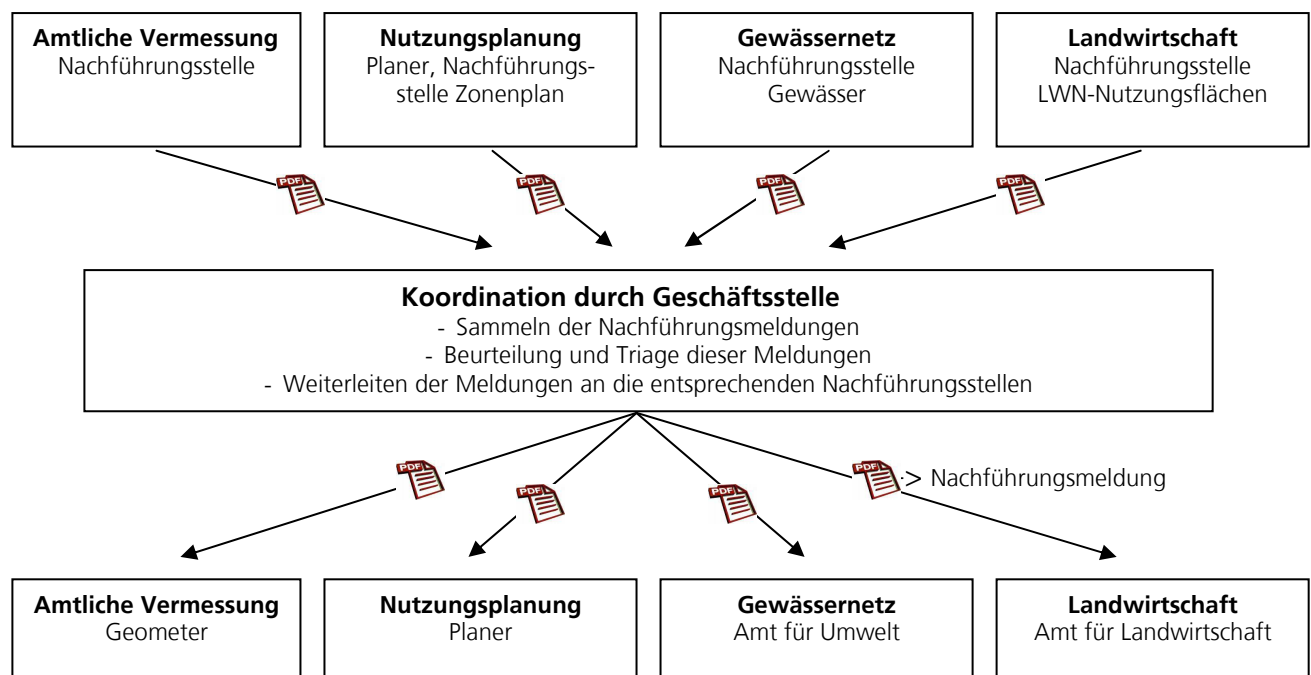 Amtliche Vermessung
Nachführungsstelle
Nutzungsplanung
Planer, Nachführungs-
stelle Zonenplan
Gewässernetz
Nachführungsstelle
Gewässer
Landwirtschaft
Nachführungsstelle
LWN-Nutzungsflächen
PDF
PDF
PDF
PDF
Koordination durch Geschäftsstelle
- Sammeln der Nachführungsmeldungen
- Beurteilung und Triage dieser Meldungen
- Weiterleiten der Meldungen an die entsprechenden Nachführungsstellen
PDF
PDF
PDF
PDF
-> Nachführungsmeldung
Amtliche Vermessung
Geometer
Nutzungsplanung
Planer
Gewässernetz
Amt für Umwelt
Landwirtschaft
Amt für Landwirtschaft